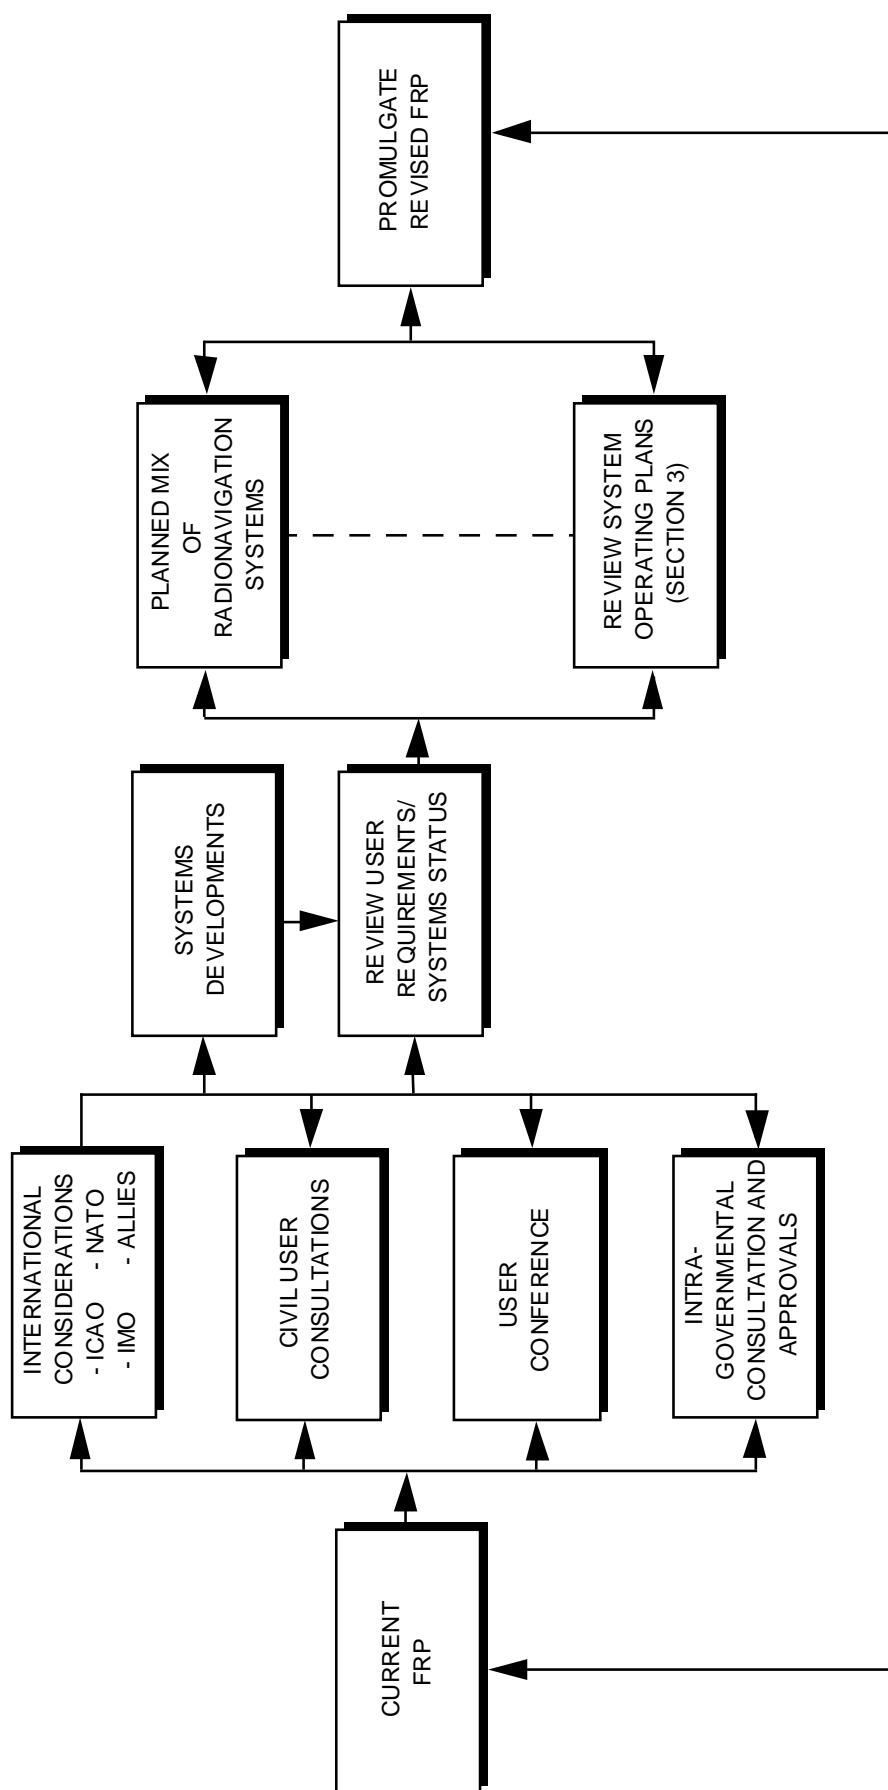 CURRENT
FRP
INTERNATIONAL
CONSIDERATIONS
- ICAO - NATO
- IMO - ALLIES
CIVIL USER
CONSULTATIONS
USER
CONFERENCE
INTRA-
GOVERNMENTAL
CONSULTATION AND
APPROVALS
SYSTEMS
DEVELOPMENTS
REVIEW USER
REQUIREMENTS/
SYSTEMS STATUS
PLANNED MIX
OF
RADIONAVIGATION
SYSTEMS
REVIEW SYSTEM
OPERATING PLANS
(SECTION 3)
PROMULGATE
REVISED FRP